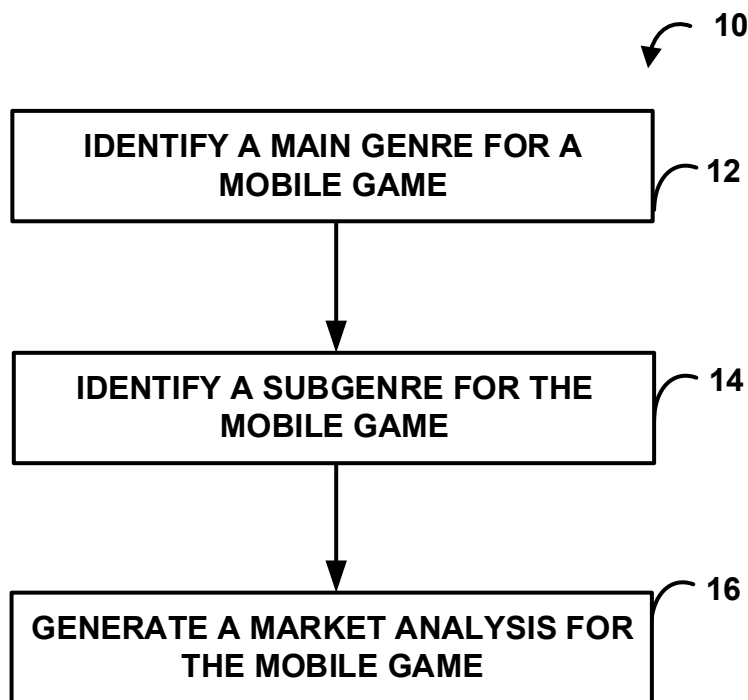 10
IDENTIFY A MAIN GENRE FOR A
MOBILE GAME
12
IDENTIFY A SUBGENRE FOR THE
MOBILE GAME
14
GENERATE A MARKET ANALYSIS FOR
THE MOBILE GAME
16